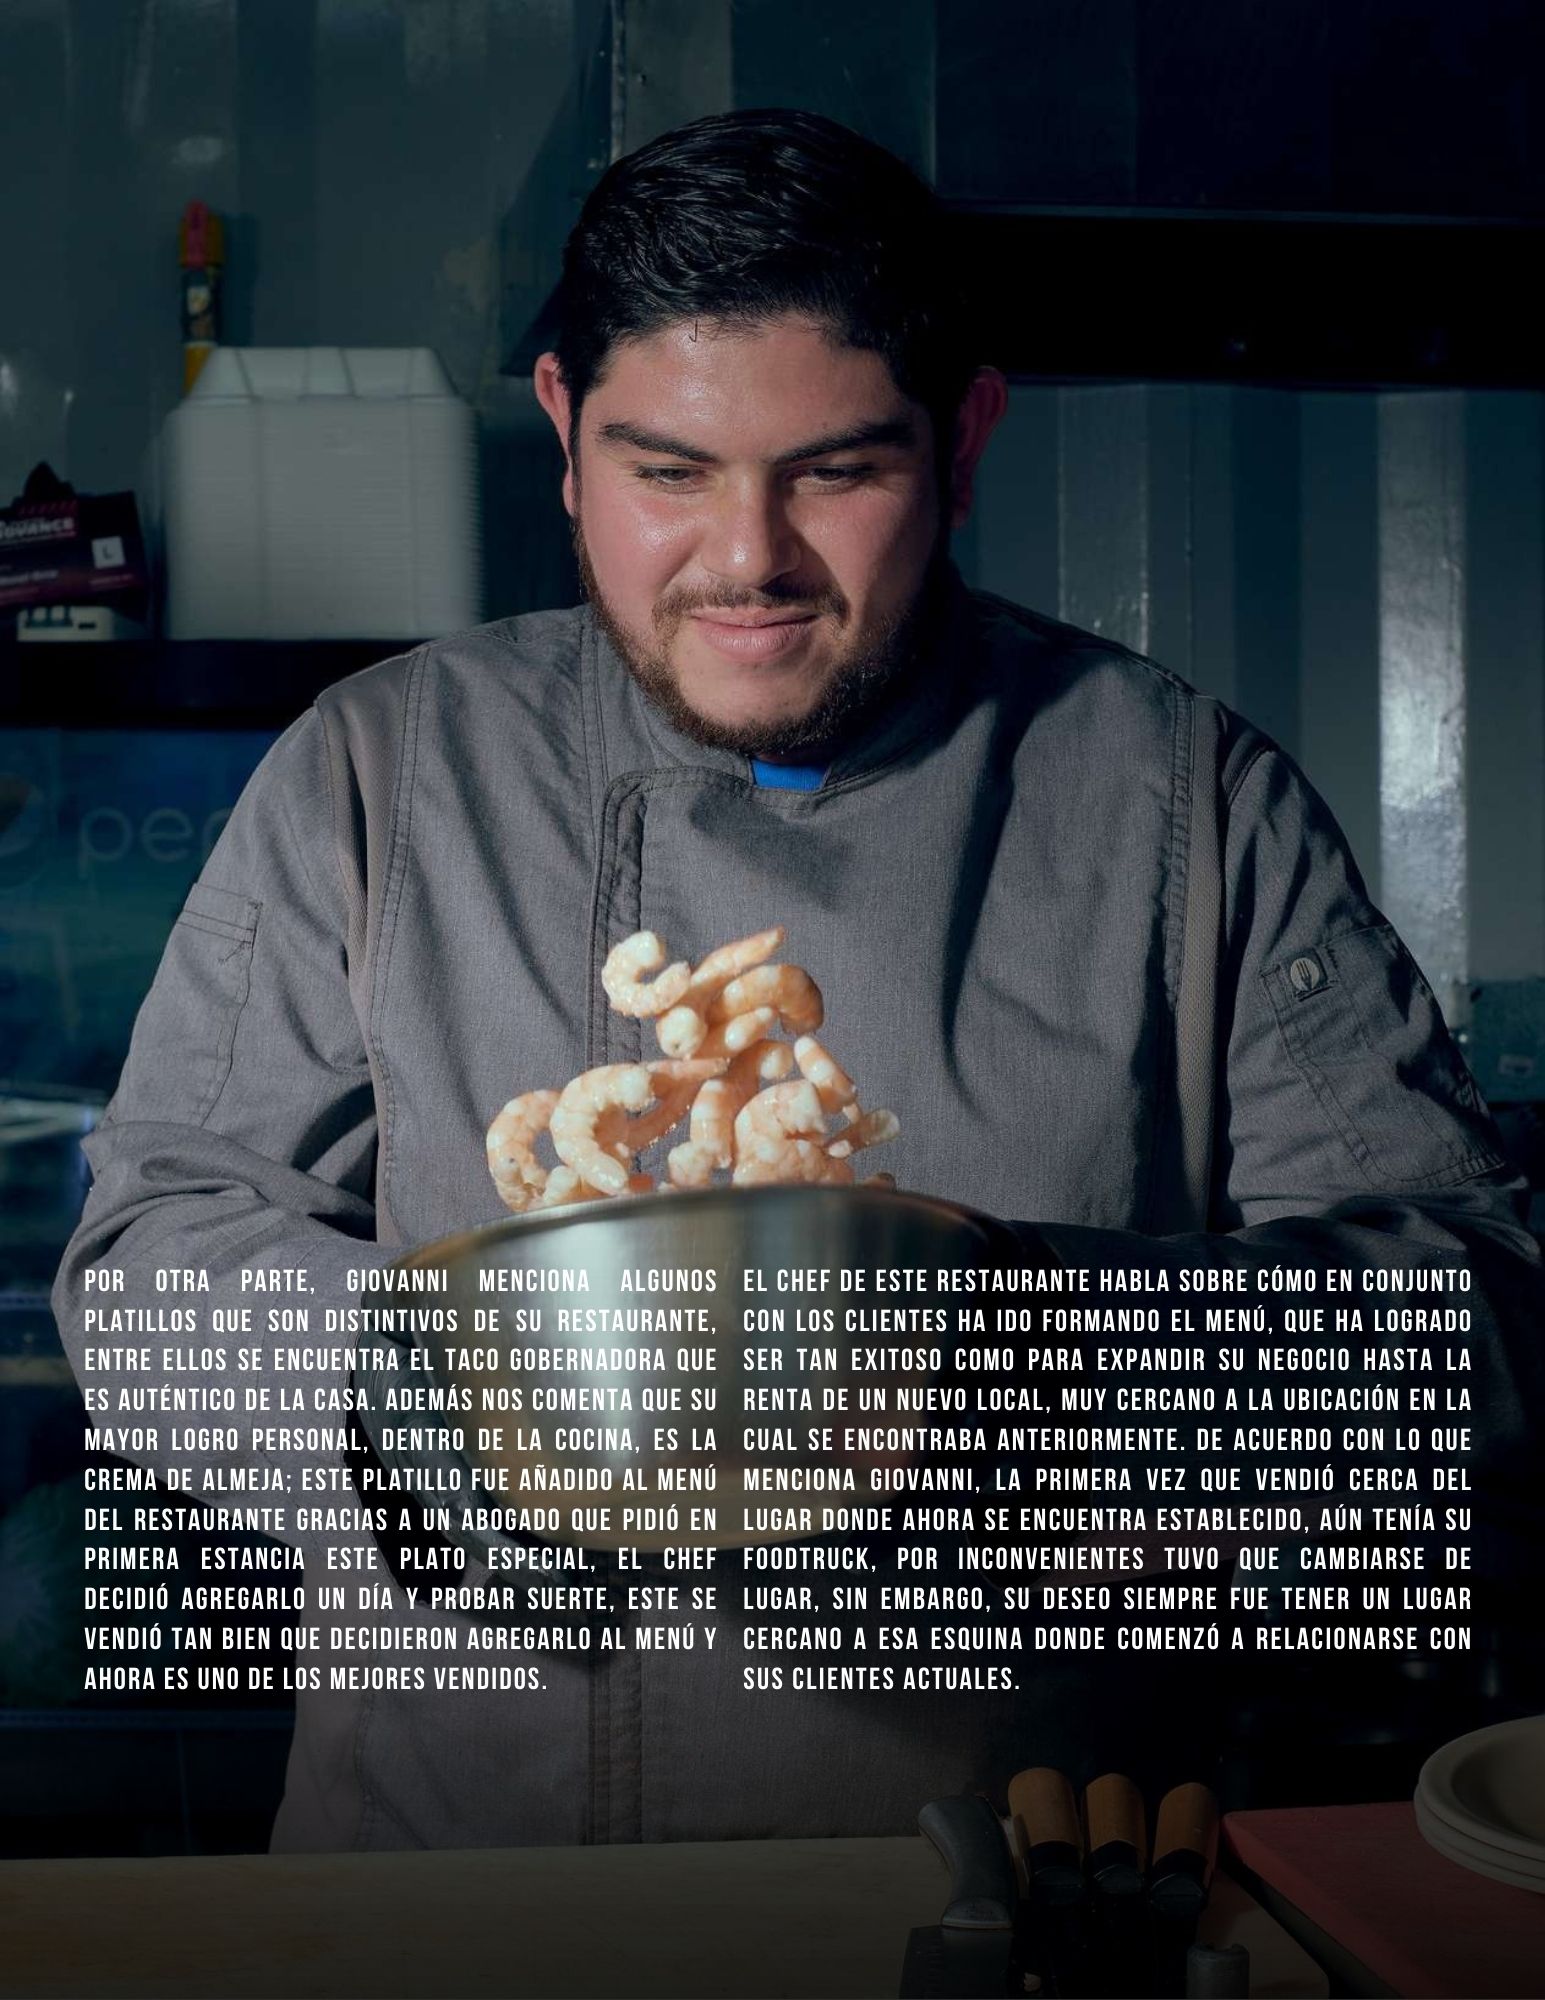 ADVANCE
L
POR OTRA PARTE, GIOVANNI MENCIONA ALGUNOS
PLATILLOS QUE SON DISTINTIVOS DE SU RESTAURANTE,
ENTRE ELLOS SE ENCUENTRA EL TACO GOBERNADORA QUE
ES AUTÉNTICO DE LA CASA. ADEMÁS NOS COMENTA QUE SU
MAYOR LOGRO PERSONAL, DENTRO DE LA COCINA, ES LA
CREMA DE ALMEJA; ESTE PLATILLO FUE AÑADIDO AL MENÚ
DEL RESTAURANTE GRACIAS A UN ABOGADO QUE PIDIÓ EN
PRIMERA ESTANCIA ESTE PLATO ESPECIAL, EL CHEF
DECIDIÓ AGREGARLO UN DÍA Y PROBAR SUERTE, ESTE SE
VENDIÓ TAN BIEN QUE DECIDIERON AGREGARLO AL MENÚ Y
AHORA ES UNO DE LOS MEJORES VENDIDOS.
EL CHEF DE ESTE RESTAURANTE HABLA SOBRE CÓMO EN CONJUNTO
CON LOS CLIENTES HA IDO FORMANDO EL MENÚ, QUE HA LOGRADO
SER TAN EXITOSO COMO PARA EXPANDIR SU NEGOCIO HASTA LA
RENTA DE UN NUEVO LOCAL, MUY CERCANO A LA UBICACIÓN EN LA
CUAL SE ENCONTRABA ANTERIORMENTE. DE ACUERDO CON LO QUE
MENCIONA GIOVANNI, LA PRIMERA VEZ QUE VENDIÓ CERCA DEL
LUGAR DONDE AHORA SE ENCUENTRA ESTABLECIDO, AÚN TENÍA SU
FOODTRUCK, POR INCONVENIENTES TUVO QUE CAMBIARSE DE
LUGAR, SIN EMBARGO, SU DESEO SIEMPRE FUE TENER UN LUGAR
CERCANO A ESA ESQUINA DONDE COMENZÓ A RELACIONARSE CON
SUS CLIENTES ACTUALES.